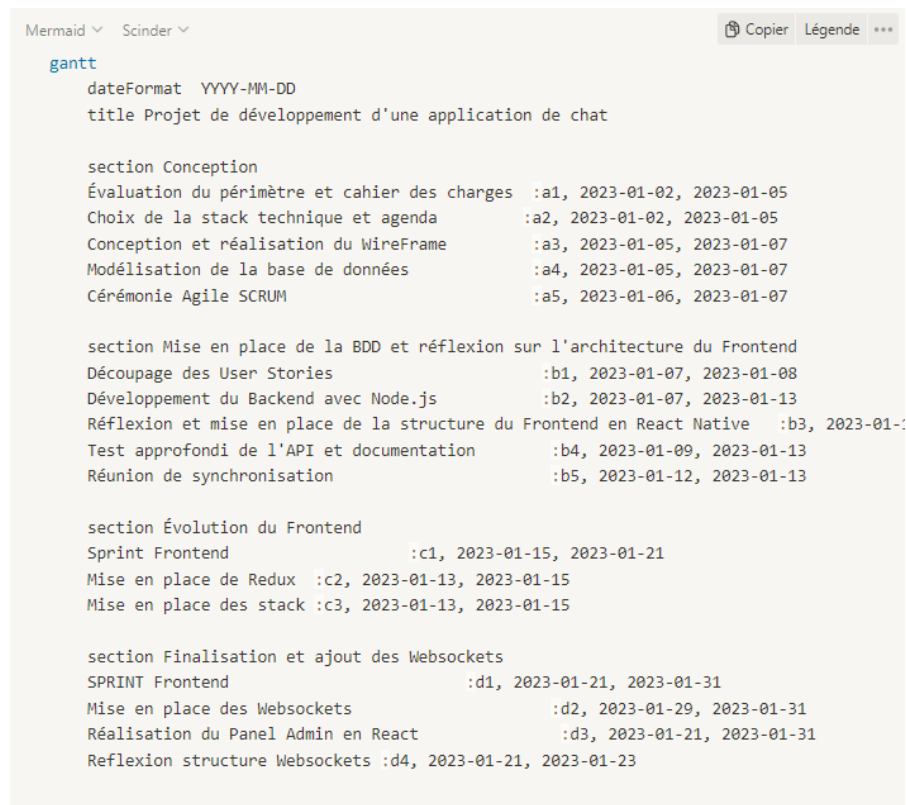 Mermaid Scinder Copier Légende
gantt
dateFormat YYYY-MM-DD
title Projet de développement d'une application de chat
section Conception
Évaluation du périmètre et cahier des charges :a1, 2023-01-02, 2023-01-05
Choix de la stack technique et agenda :a2, 2023-01-02, 2023-01-05
Conception et réalisation du WireFrame :a3, 2023-01-05, 2023-01-07
Modélisation de la base de données :a4, 2023-01-05, 2023-01-07
Cérémonie Agile SCRUM :a5, 2023-01-06, 2023-01-07
section Mise en place de la BDD et réflexion sur l'architecture du Frontend
Découpage des User Stories :b1, 2023-01-07, 2023-01-08
Développement du Backend avec Node.js :b2, 2023-01-07, 2023-01-13
Réflexion et mise en place de la structure du Frontend en React Native :b3, 2023-01-
Test approfondi de l'API et documentation :b4, 2023-01-09, 2023-01-13
Réunion de synchronisation :b5, 2023-01-12, 2023-01-13
section Évolution du Frontend
Sprint Frontend :c1, 2023-01-15, 2023-01-21
Mise en place de Redux :c2, 2023-01-13, 2023-01-15
Mise en place des stack :c3, 2023-01-13, 2023-01-15
section Finalisation et ajout des Websockets
SPRINT Frontend :d1, 2023-01-21, 2023-01-31
Mise en place des Websockets :d2, 2023-01-29, 2023-01-31
Réalisation du Panel Admin en React :d3, 2023-01-21, 2023-01-31
Reflexion structure Websockets :d4, 2023-01-21, 2023-01-23